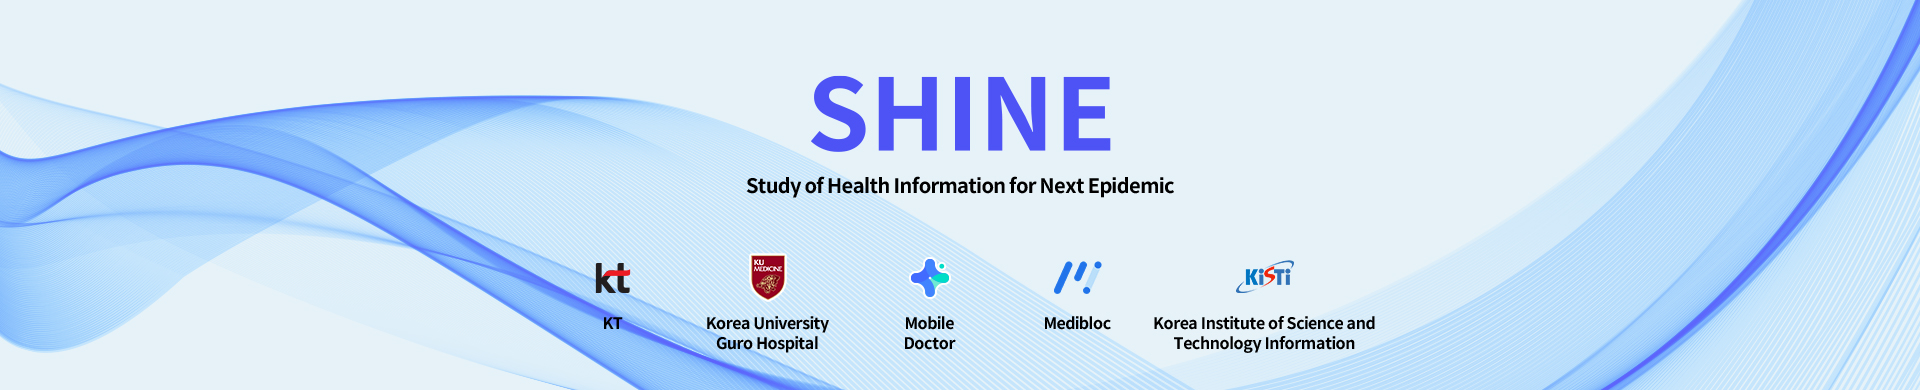 SHINE
Study of Health Information for Next Epidemic
kt
KU
MEDICINE
KiSTi
KT
Korea University
Guro Hospital
Mobile
Doctor
Medibloc
Korea Institute of Science and
Technology Information